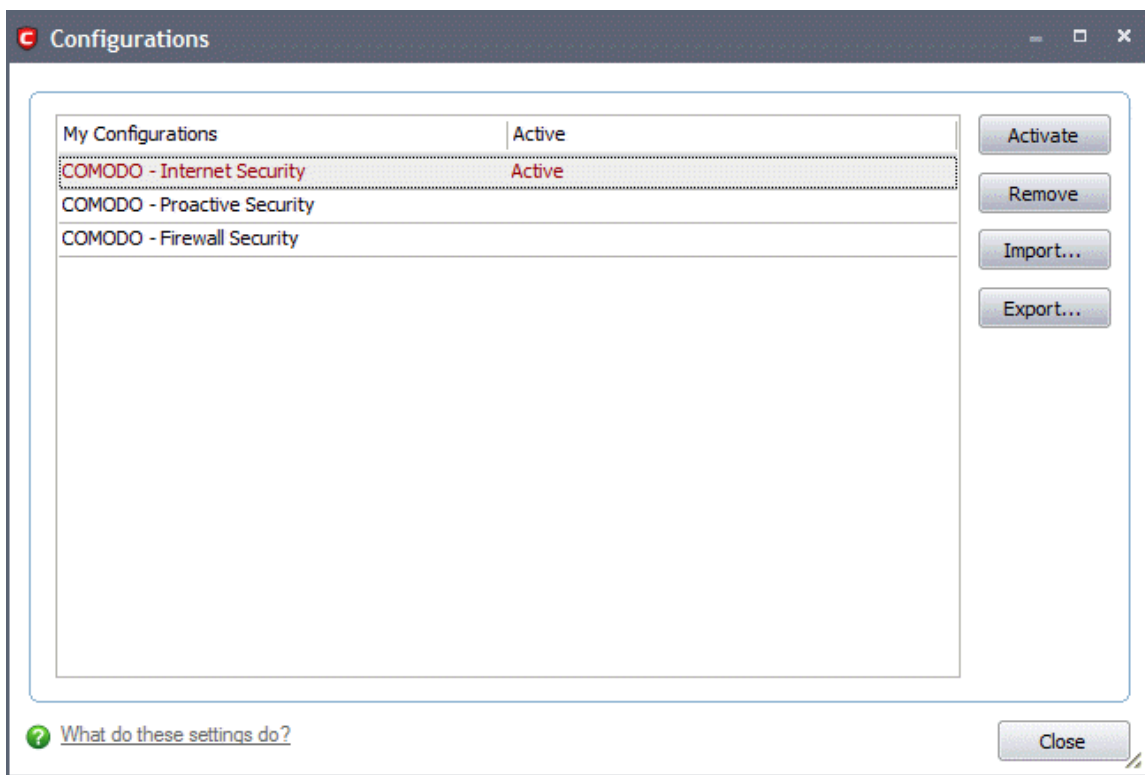 Configurations
My Configurations Active
COMODO - Internet Security Active
COMODO - Proactive Security
COMODO - Firewall Security
Activate
Remove
Import...
Export...
What do these settings do?
Close